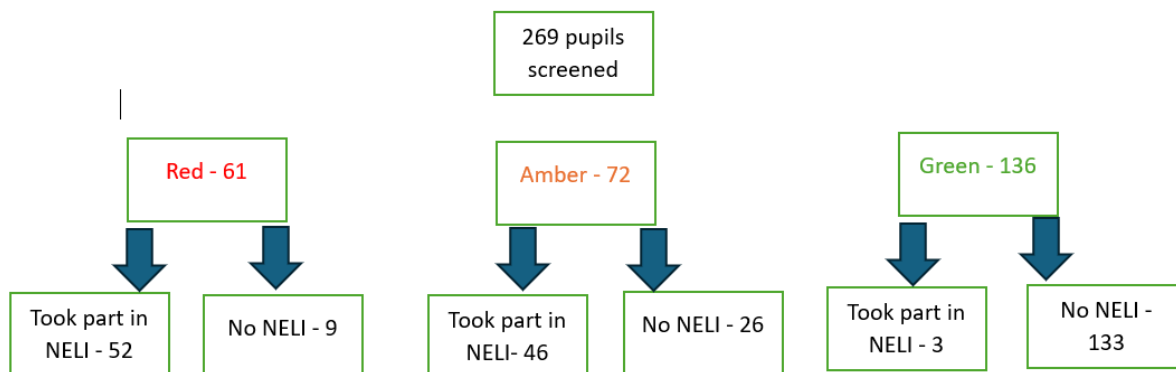 269 pupils
screened
Red - 61
Amber - 72
Green - 136
Took part in
NELI - 52
No NELI - 9
Took part in
NELI- 46
No NELI - 26
Took part in
NELI - 3
No NELI -
133